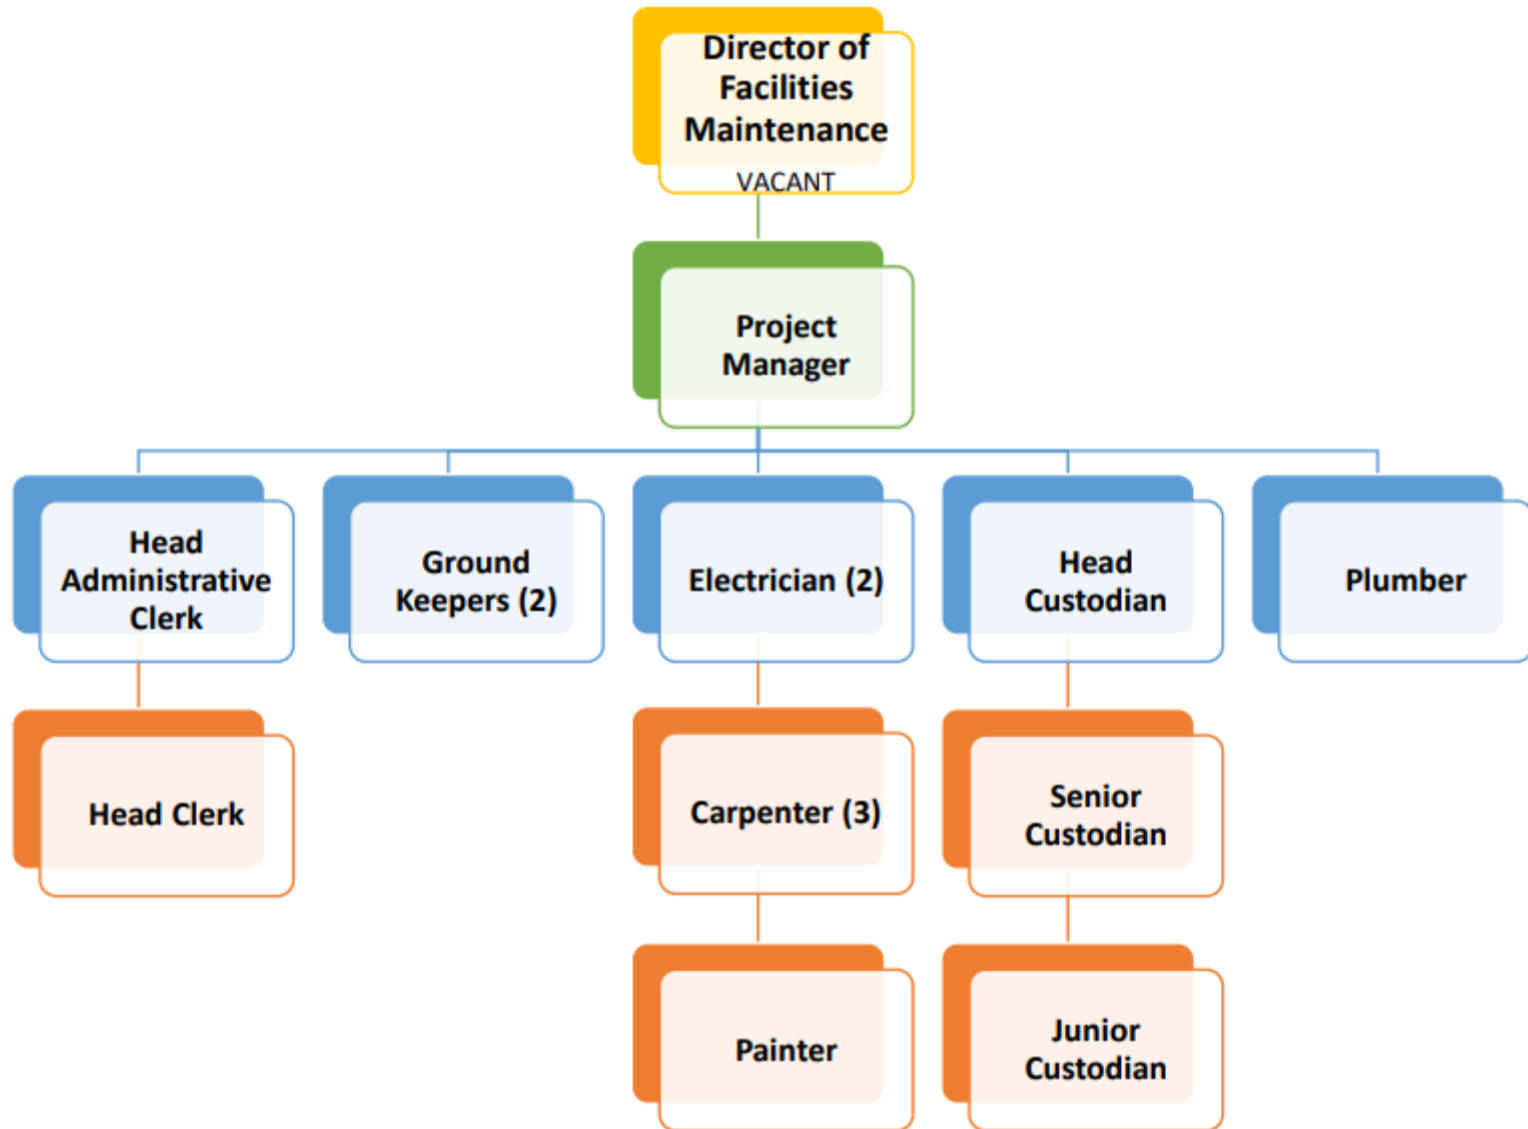 Director of
Facilities
Maintenance
VACANT
Project
Manager
Head
Administrative
Clerk
Ground
Keepers (2)
Electrician (2)
Head
Custodian
Plumber
Head Clerk
Carpenter (3)
Senior
Custodian
Painter
Junior
Custodian